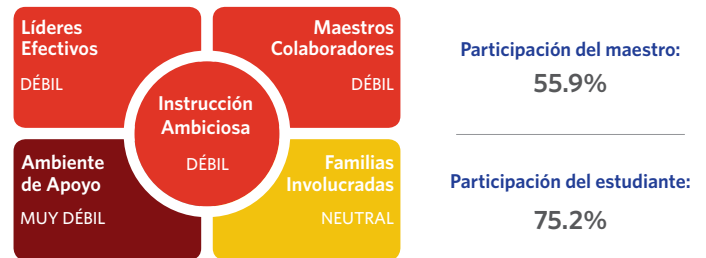 Líderes
Efectivos
DÉBIL
Maestros
Colaboradores
DÉBIL
Instrucción
Ambiciosa
DÉBIL
Ambiente
de Apoyo
MUY DÉBIL
Familias
Involucradas
NEUTRAL
Participación del maestro:
55.9%
Participación del estudiante:
75.2%